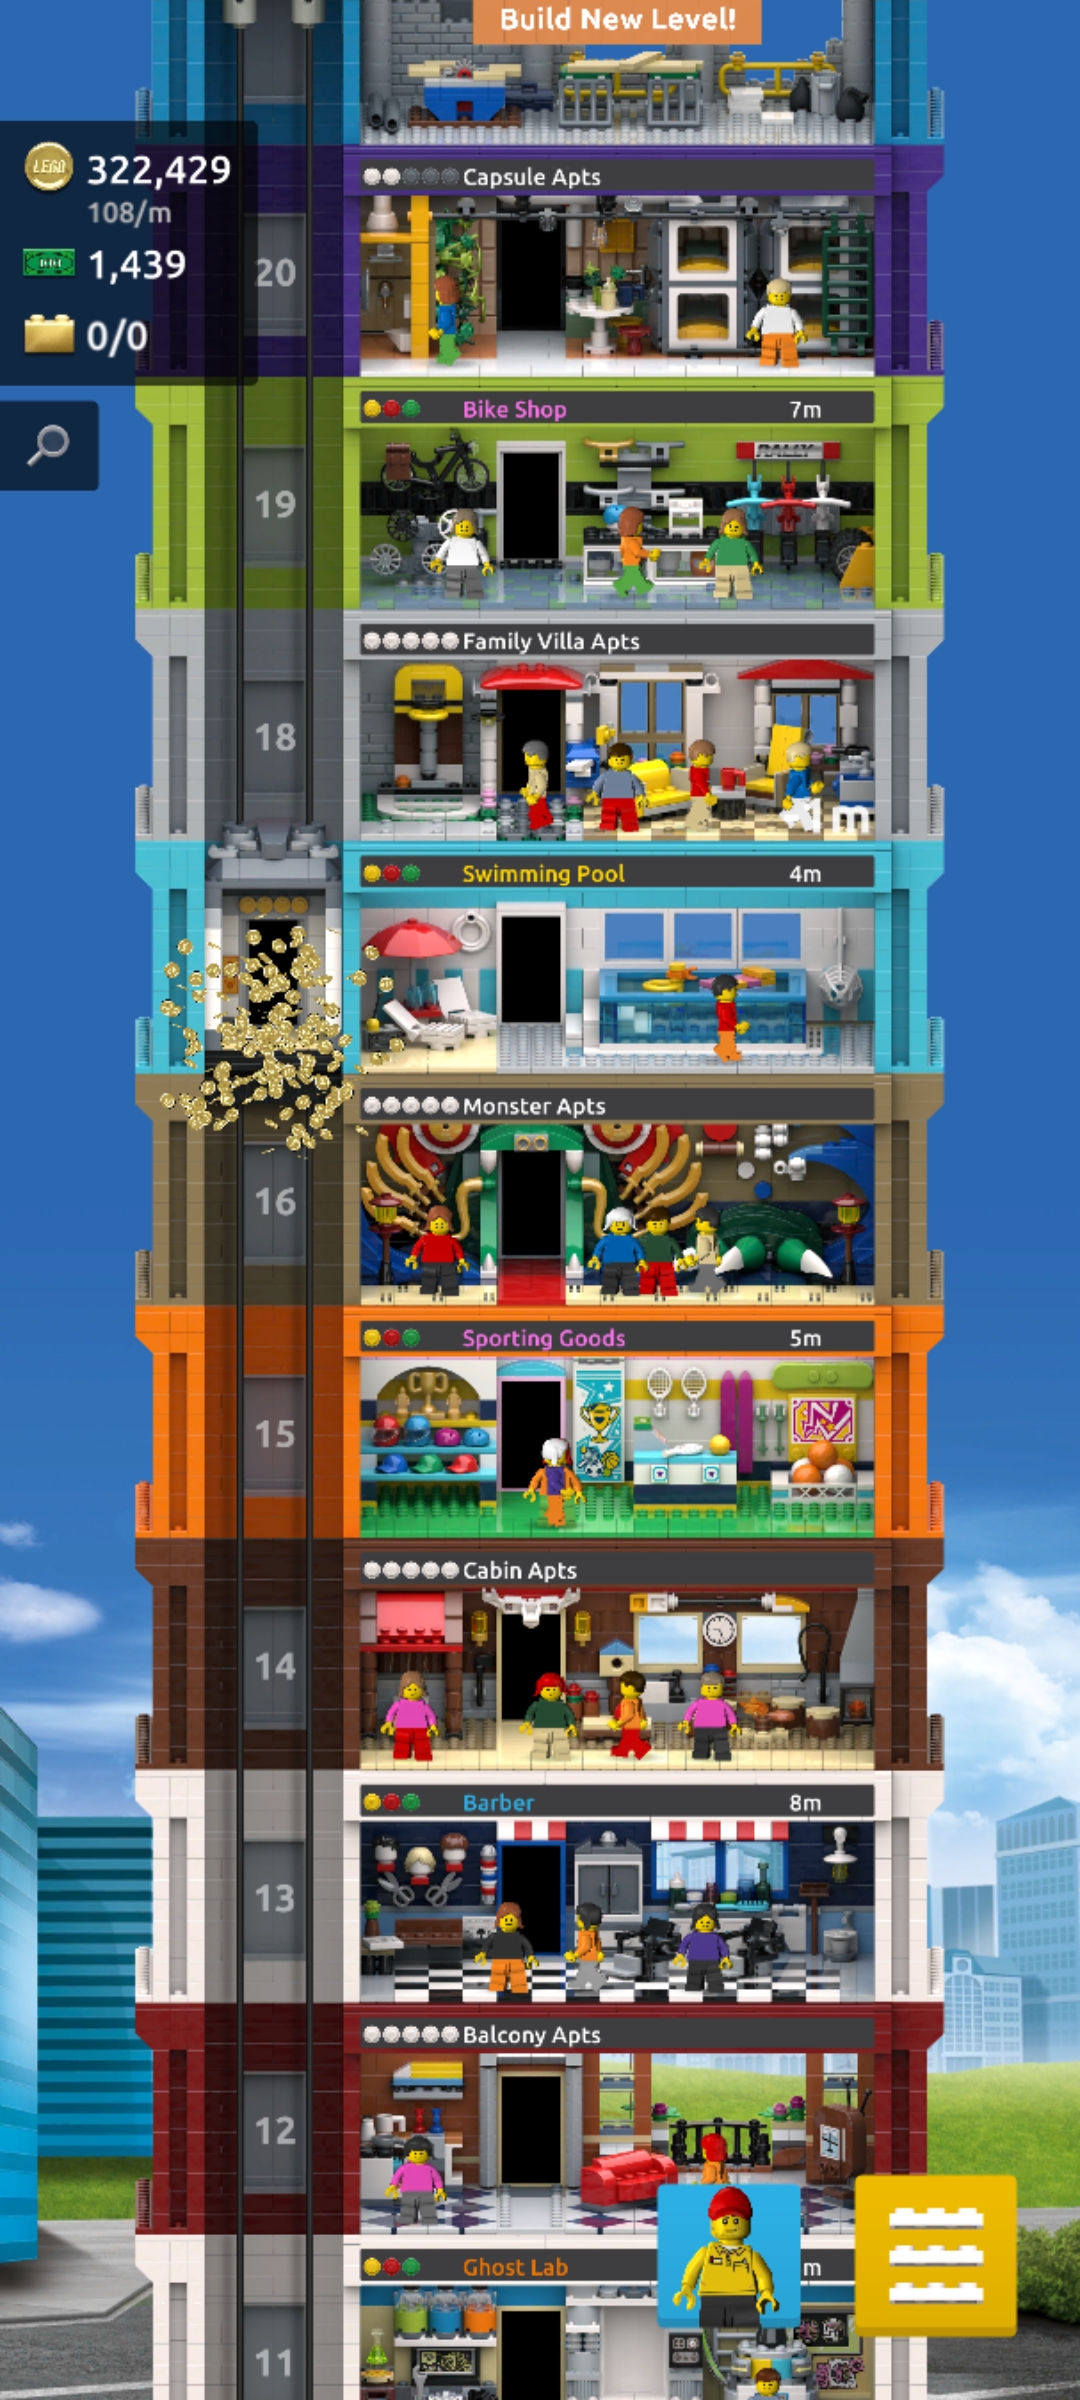 Build New Level!
LEGO
322,429
108/m
1,439
0/0
Capsule Apts
20
Bike Shop 7m
19
RALLY
Family Villa Apts
18
1m
Swimming Pool 4m
Monster Apts
16
Sporting Goods 5m
15
Cabin Apts
14
Barber 8m
13
Balcony Apts
12
Ghost Lab m
11